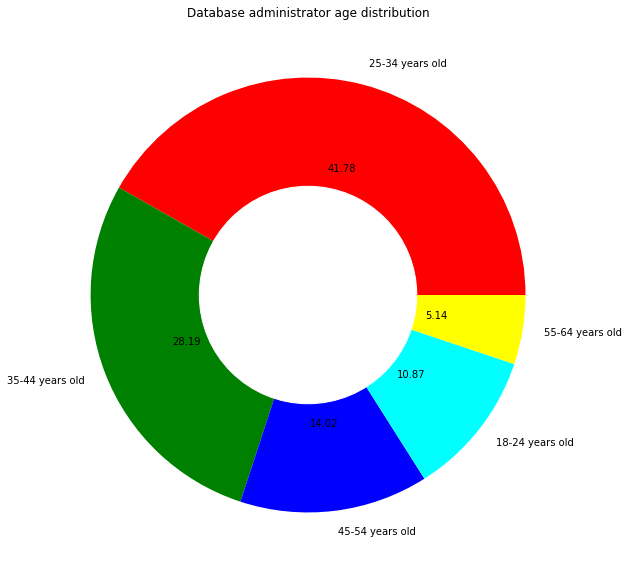 Database administrator age distribution
25-34 years old
41.78
35-44 years old
28.19
45-54 years old
14.02
18-24 years old
10.87
55-64 years old
5.14